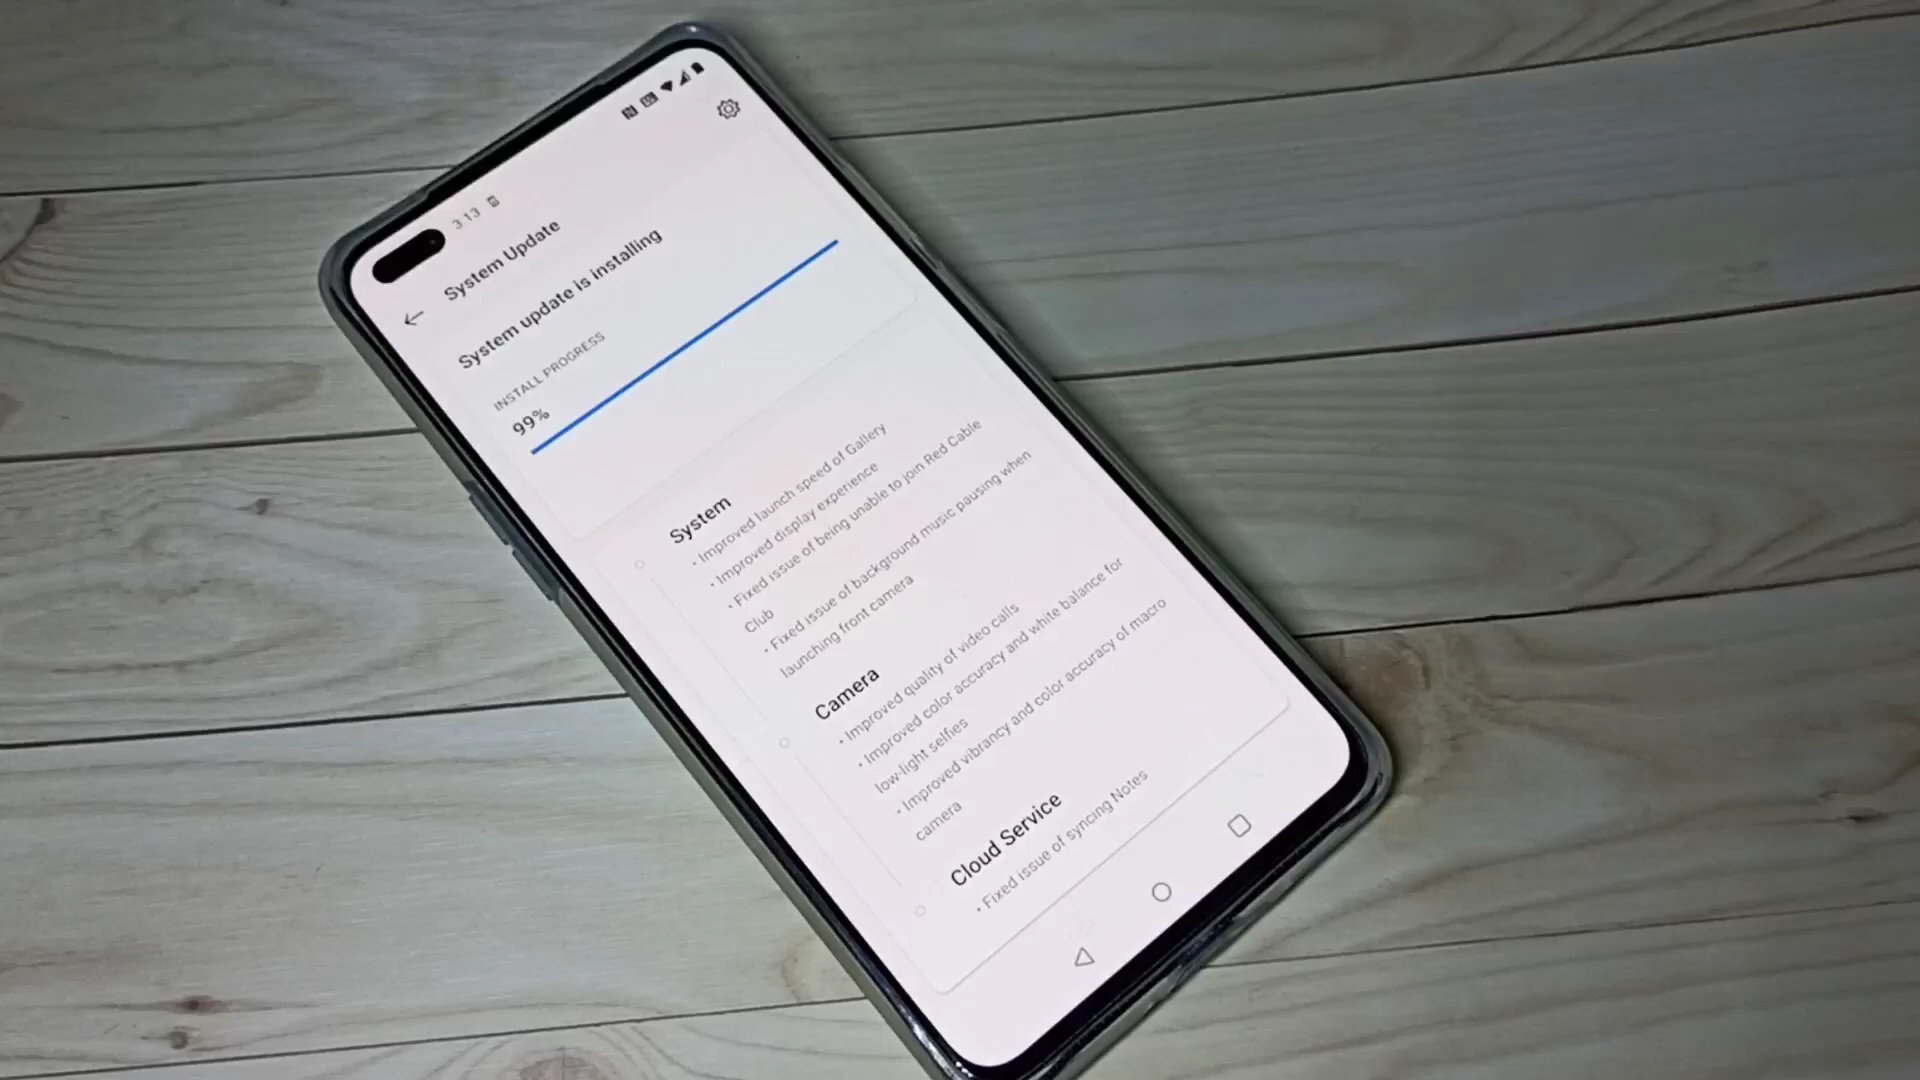 3.13
System Update
System update is installing
INSTALL PROGRESS
99%
System
• Improved launch speed of Gallery
• Improved display experience
• Fixed issue of being unable to join Red Cable
Club
• Fixed issue of background music pausing when
launching front camera
Camera
• Improved quality of video calls
• Improved color accuracy and white balance for
low-light selfies
• Improved vibrancy and color accuracy of macro
camera
Cloud Service
• Fixed issue of syncing Notes